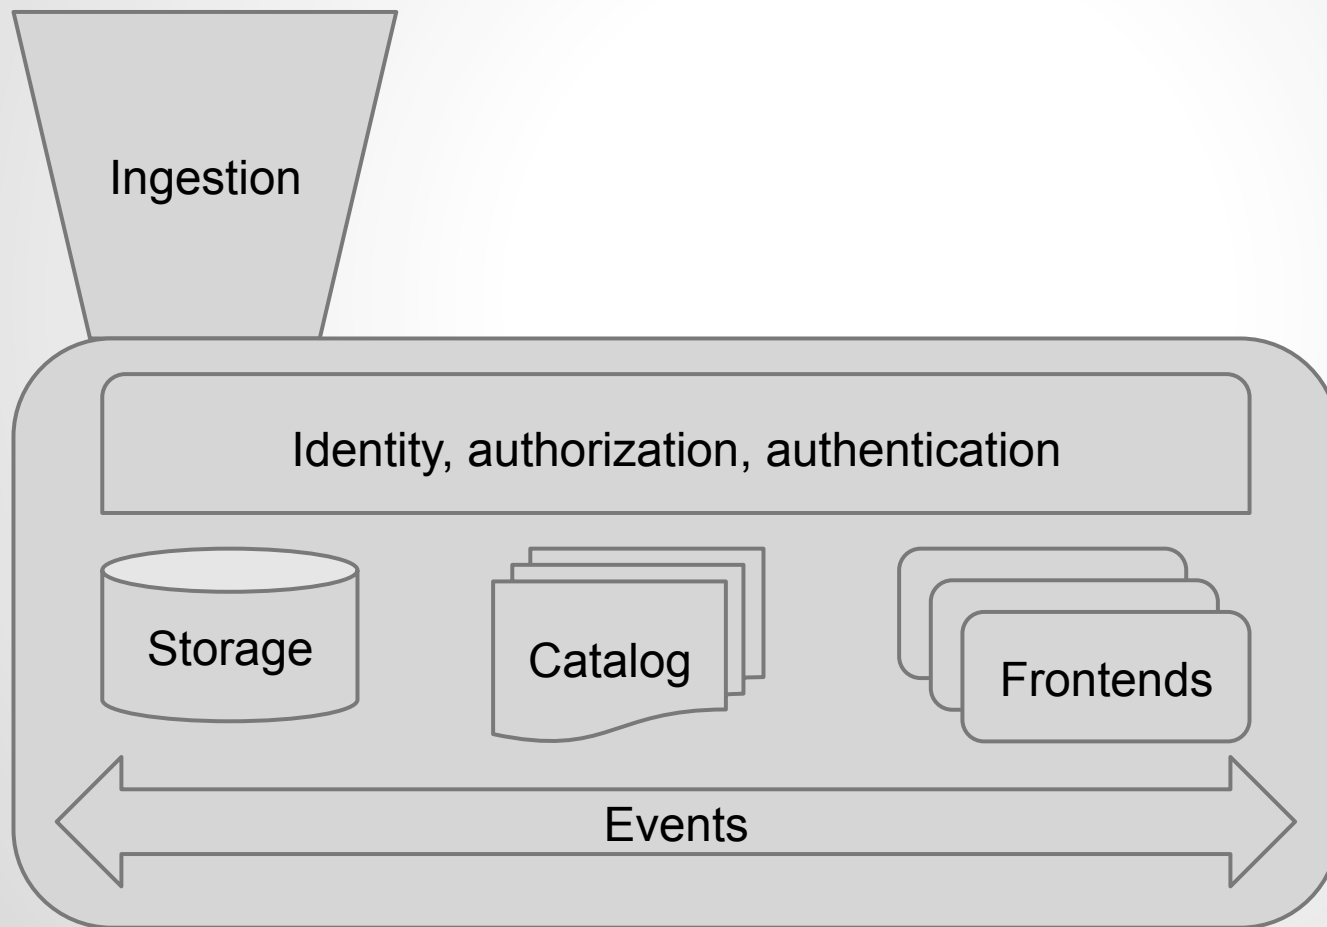 Ingestion
Identity, authorization, authentication
Storage
Catalog
Frontends
Events